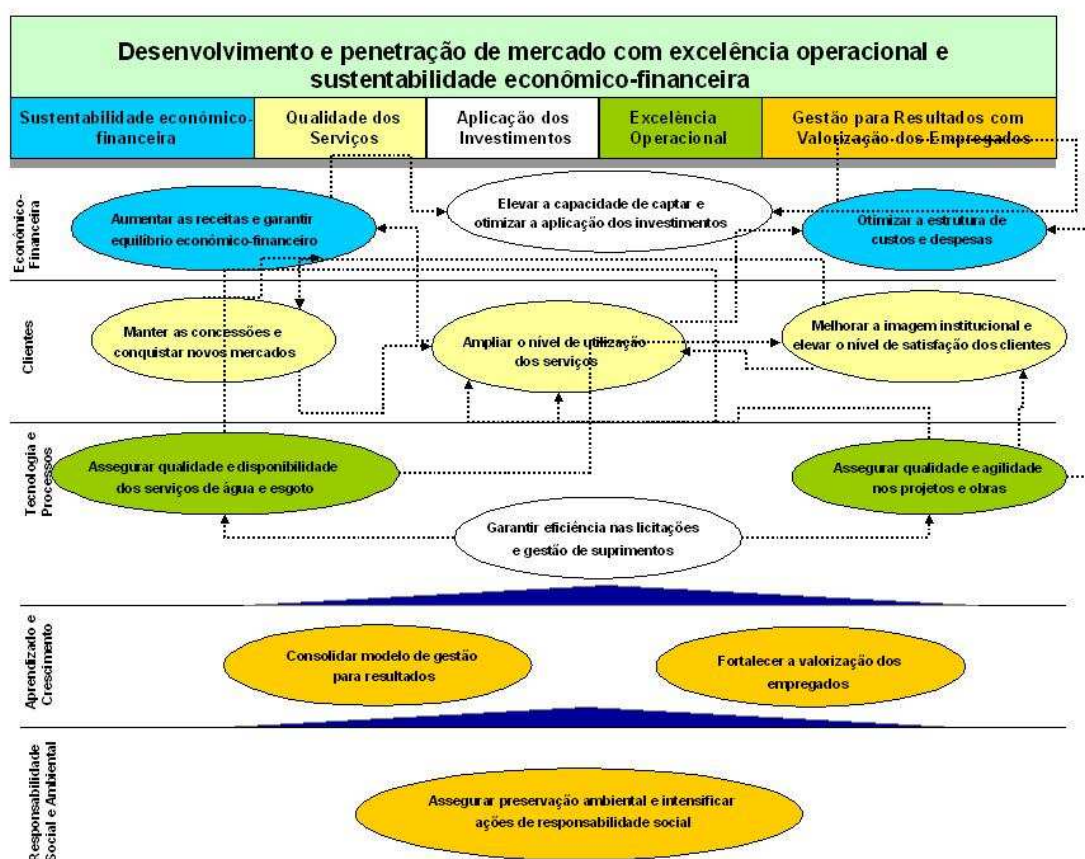 Desenvolvimento e penetração de mercado com excelência operacional e
sustentabilidade econômico-financeira
Sustentabilidade económico-
financeira
Qualidade dos
Serviços
Aplicação dos
Investimentos
Excelência
Operacional
Gestão para Resultados com
Valorização dos Empregados
Económico-
Financeira
Aumentar as receitas e garantir
equilíbrio económico-financeiro
Elevar a capacidade de captar e
otimizar a aplicação dos investimentos
Otimizar a estrutura de
custos e despesas
Clientes
Manter as concessões e
conquistar novos mercados
Ampliar o nível de utilização
dos serviços
Melhorar a imagem institucional e
elevar o nível de satisfação dos clientes
Tecnologia e
Processos
Assegurar qualidade e disponibilidade
dos serviços de água e esgoto
Assegurar qualidade e agilidade
nos projetos e obras
Garantir eficiência nas licitações
e gestão de suprimentos
Aprendizado e
Crescimento
Consolidar modelo de gestão
para resultados
Fortalecer a valorização dos
empregados
Responsabilidade
Social e Ambiental
Assegurar preservação ambiental e intensificar
ações de responsabilidade social